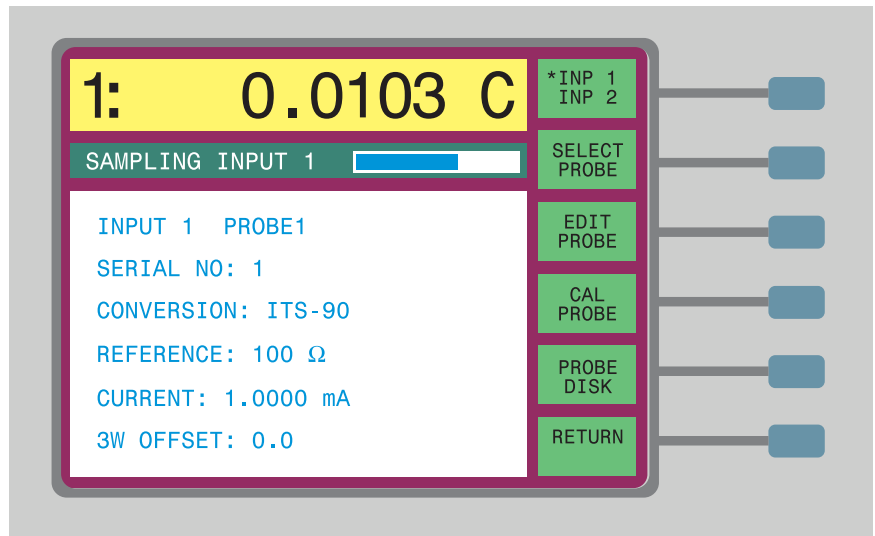 1: 0.0103 C
SAMPLING INPUT 1
INPUT 1 PROBE1
SERIAL NO: 1
CONVERSION: ITS-90
REFERENCE: 100 Ω
CURRENT: 1.0000 mA
3W OFFSET: 0.0
*INP 1
INP 2
SELECT
PROBE
EDIT
PROBE
CAL
PROBE
PROBE
DISK
RETURN